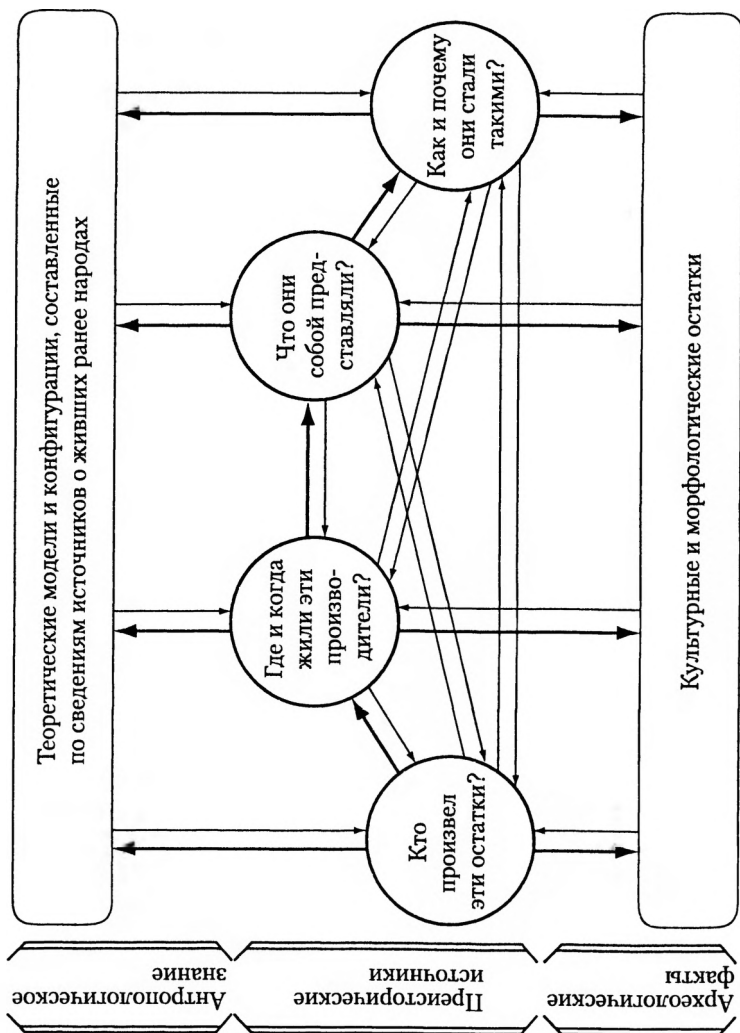 Теоретические модели и конфигурации, составленные
по сведениям источников о живших ранее народах
Кто
произвел
эти остатки?
Где и когда
жили эти
произво-
дители?
Что они
собой пред-
ставляли?
Как и почему
они стали
такими?
Культурные и морфологические остатки
Антропологическое
знание
Преисторические
источники
Археологические
факты